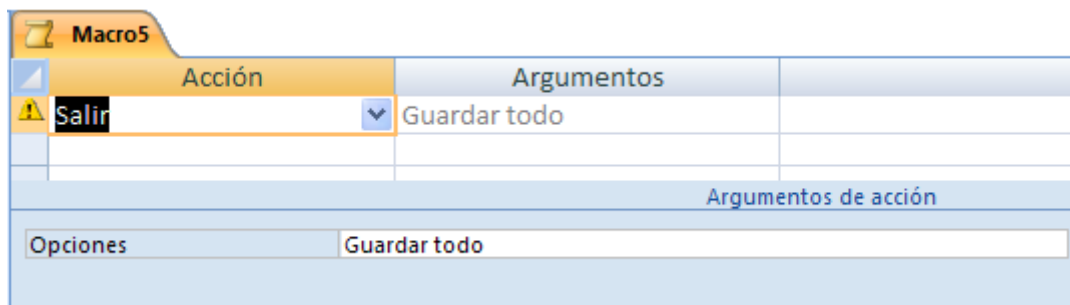 Macro5
Acción Argumentos
Salir Guardar todo
Argumentos de acción
Opciones Guardar todo